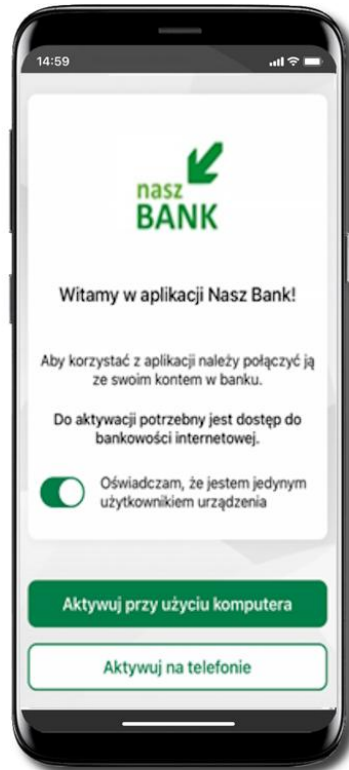 14:59
nasz
BANK
Witamy w aplikacji Nasz Bank!
Aby korzystać z aplikacji należy połączyć ją
ze swoim kontem w banku.
Do aktywacji potrzebny jest dostęp do
bankowości internetowej.
Oświadczam, że jestem jedynym
użytkownikiem urządzenia
Aktywuj przy użyciu komputera
Aktywuj na telefonie